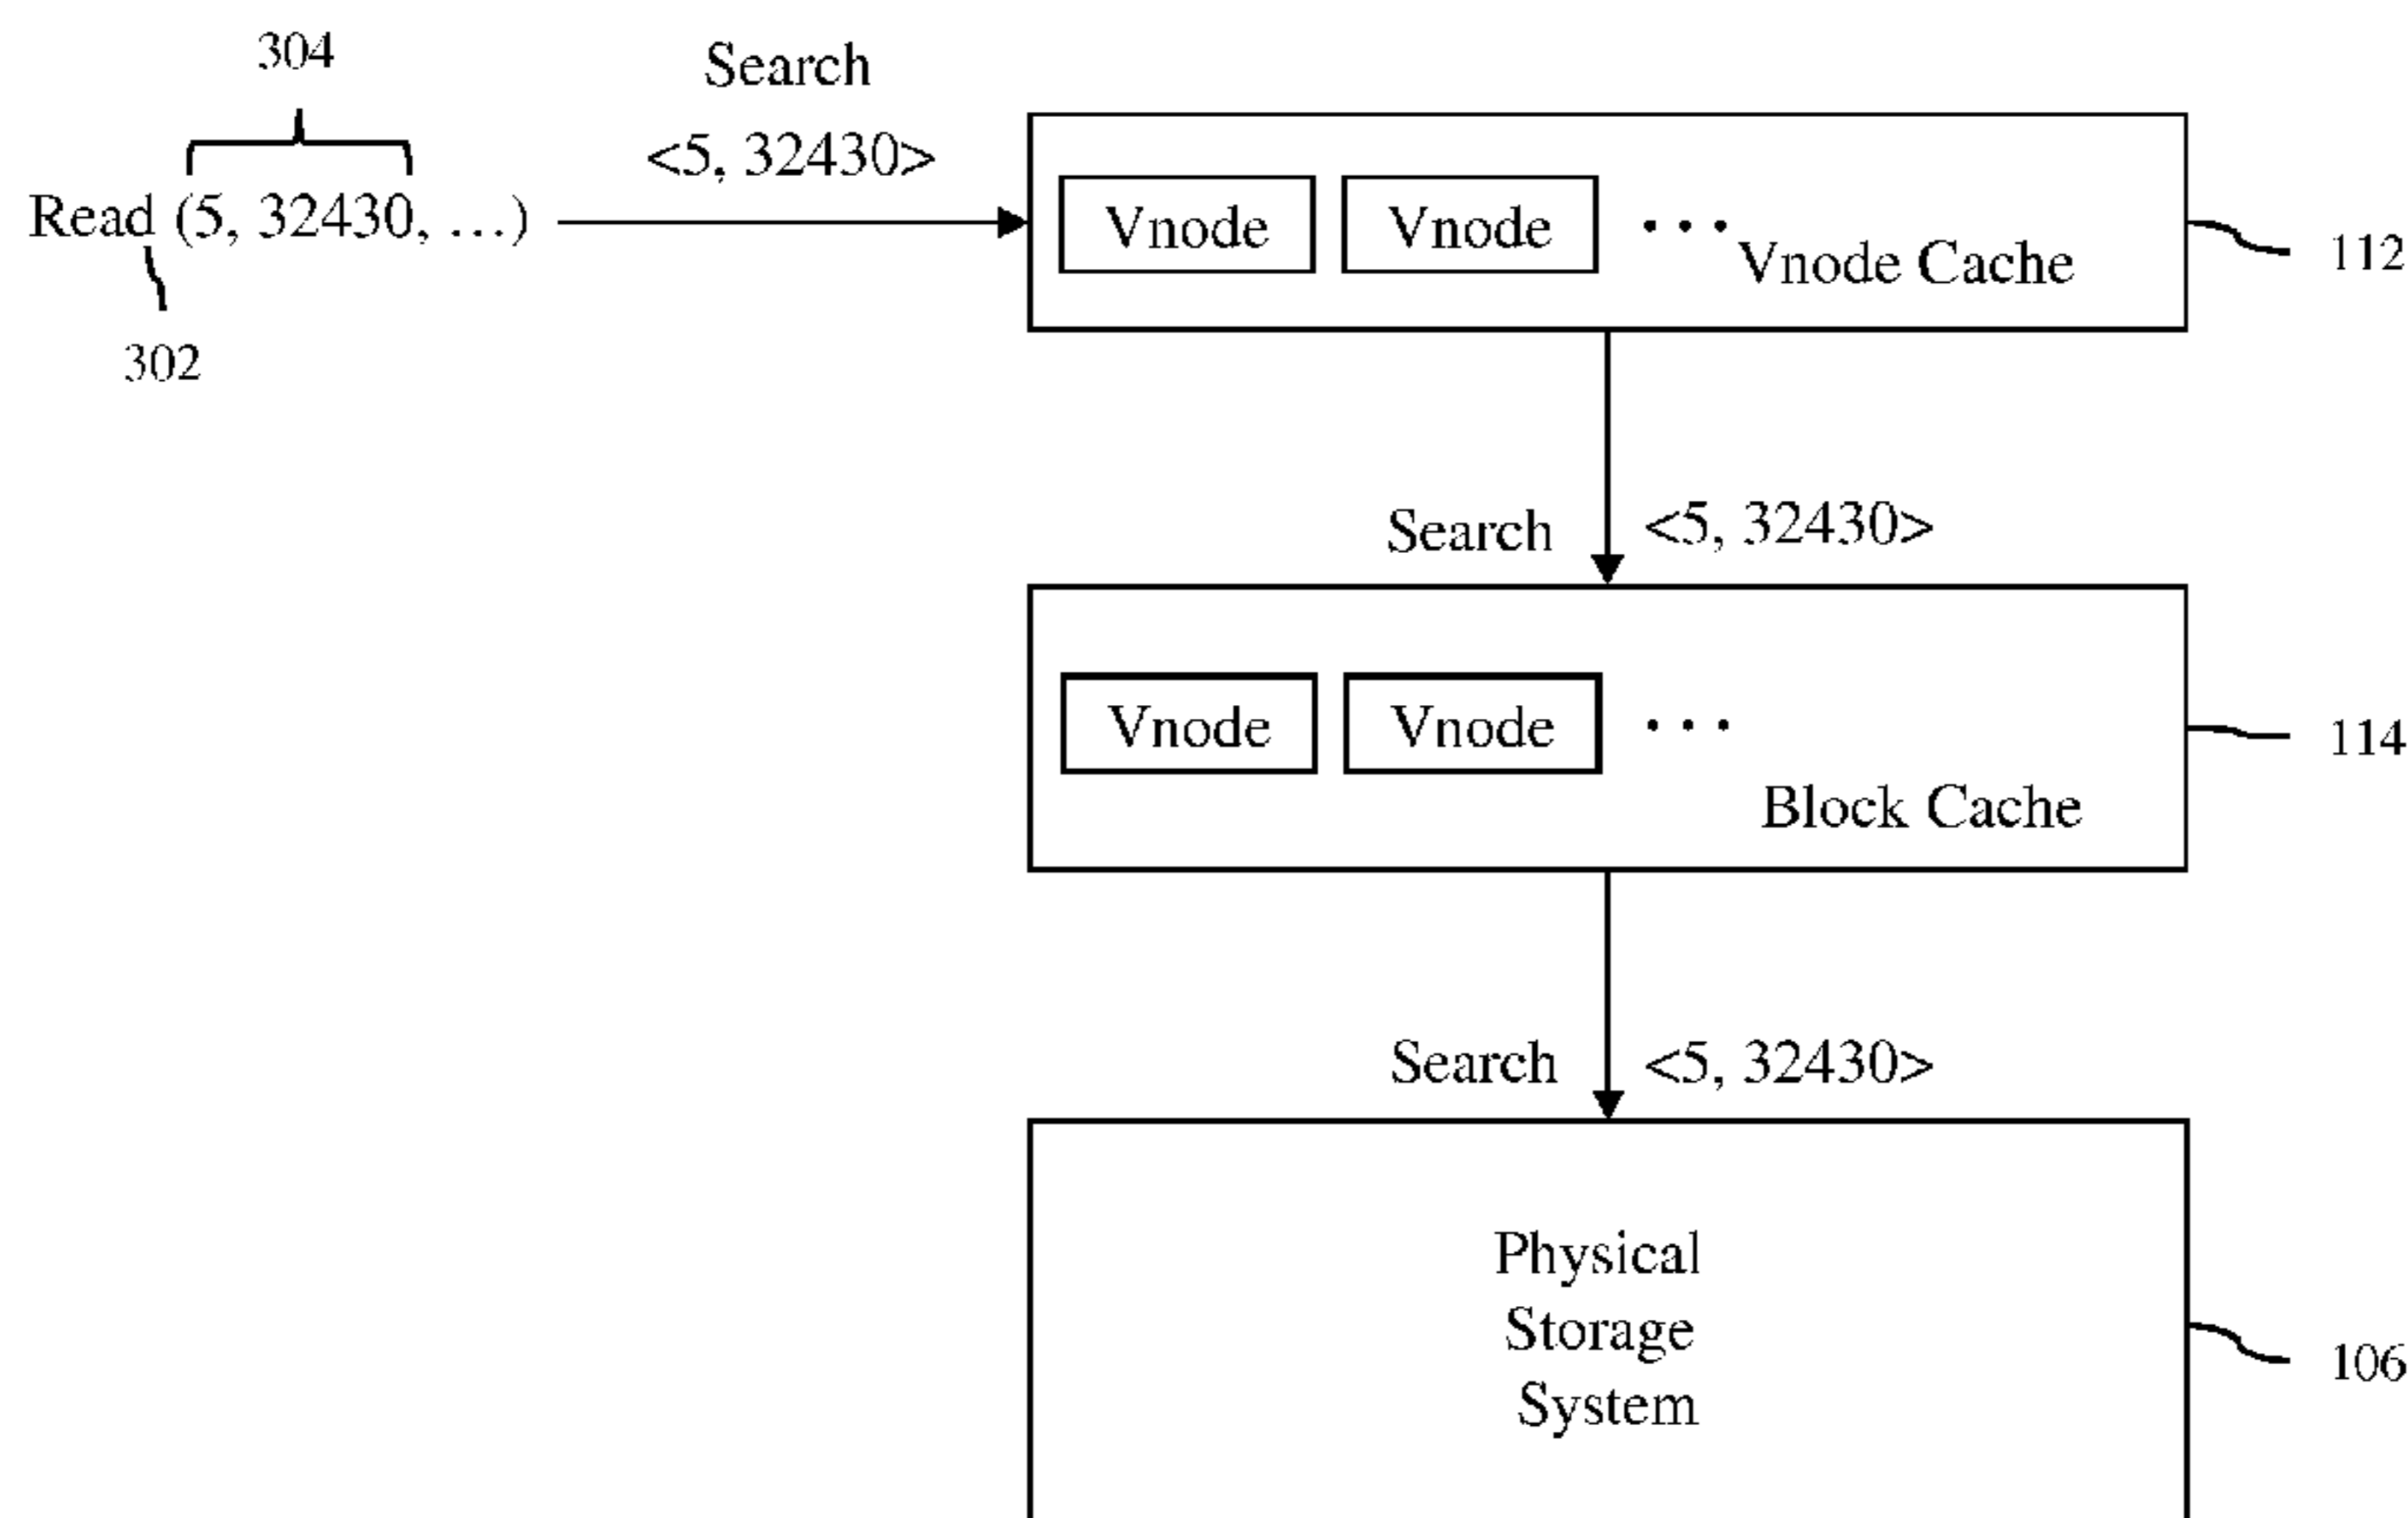 304
Search
<5, 32430>
Read (5, 32430, …)
302
Vnode Vnode ...
Vnode Cache
112
Search <5, 32430>
Vnode Vnode ...
Block Cache
114
Search <5, 32430>
Physical
Storage
System
106